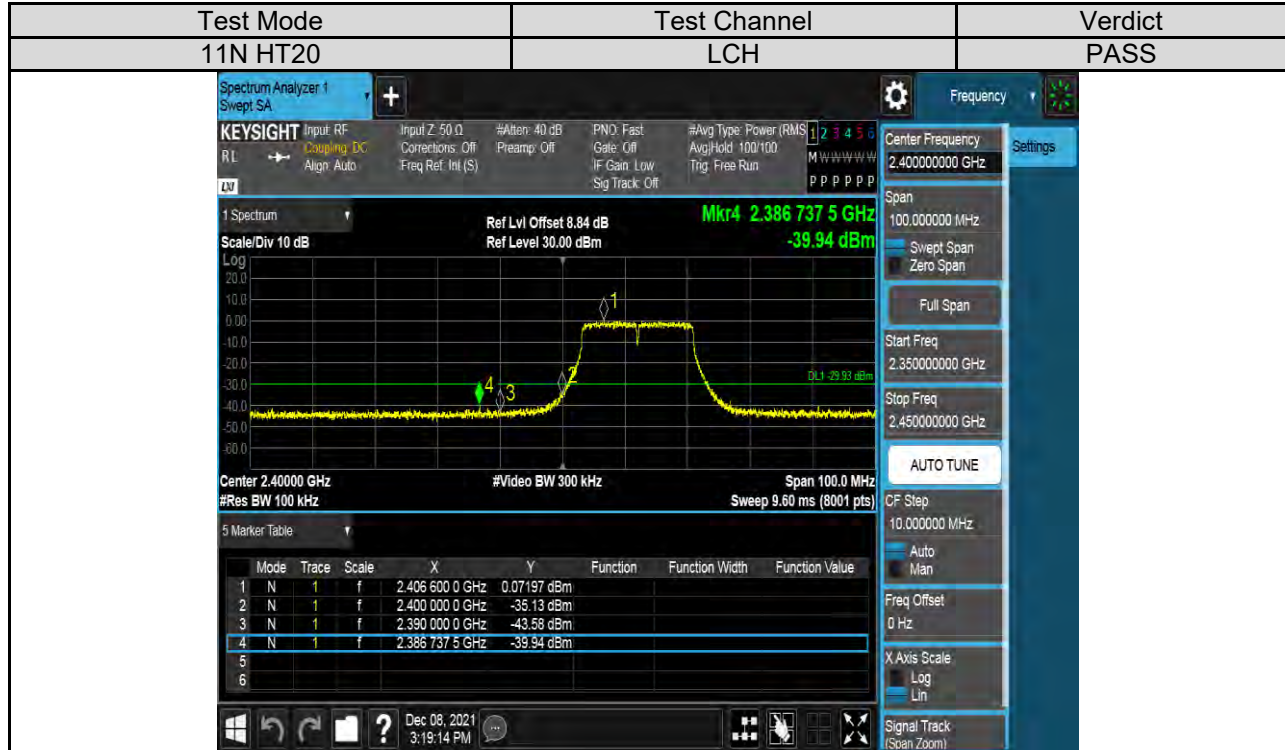 Test Mode Test Channel Verdict
11N HT20 LCH PASS
Spectrum Analyzer 1
Swept SA
+
Frequency
KEYSIGHT Input: RF Input Z: 50 Ω #Atten: 40 dB PNO: Fast #Avg Type: Power (RMS 1 2 3 4 5 6
RL Coupling: DC Corrections: Off Preamp: Off Gate: Off Avg|Hold: 100/100 M W W W W W
Align: Auto Freq Ref: Int (S) IF Gain: Low Trig: Free Run P P P P P P
LXI Sig Track: Off
Center Frequency
2.400000000 GHz
Settings
Span
100.000000 MHz
Swept Span
Zero Span
Full Span
Start Freq
2.350000000 GHz
Stop Freq
2.450000000 GHz
AUTO TUNE
CF Step
10.000000 MHz
Auto
Man
Freq Offset
0 Hz
X Axis Scale
Log
Lin
Signal Track
(Span Zoom)
1 Spectrum Ref Lvl Offset 8.84 dB Mkr4 2.386 737 5 GHz
Scale/Div 10 dB Ref Level 30.00 dBm -39.94 dBm
Log
20.0
10.0
0.00
-10.0
-20.0
-30.0
-40.0
-50.0
-60.0
1
2
3
4
DL1 -29.93 dBm
Center 2.40000 GHz #Video BW 300 kHz Span 100.0 MHz
#Res BW 100 kHz Sweep 9.60 ms (8001 pts)
5 Marker Table
Mode Trace Scale X Y Function Function Width Function Value
1 N 1 f 2.406 600 0 GHz 0.07197 dBm
2 N 1 f 2.400 000 0 GHz -35.13 dBm
3 N 1 f 2.390 000 0 GHz -43.58 dBm
4 N 1 f 2.386 737 5 GHz -39.94 dBm
5
6
? Dec 08, 2021
3:19:14 PM